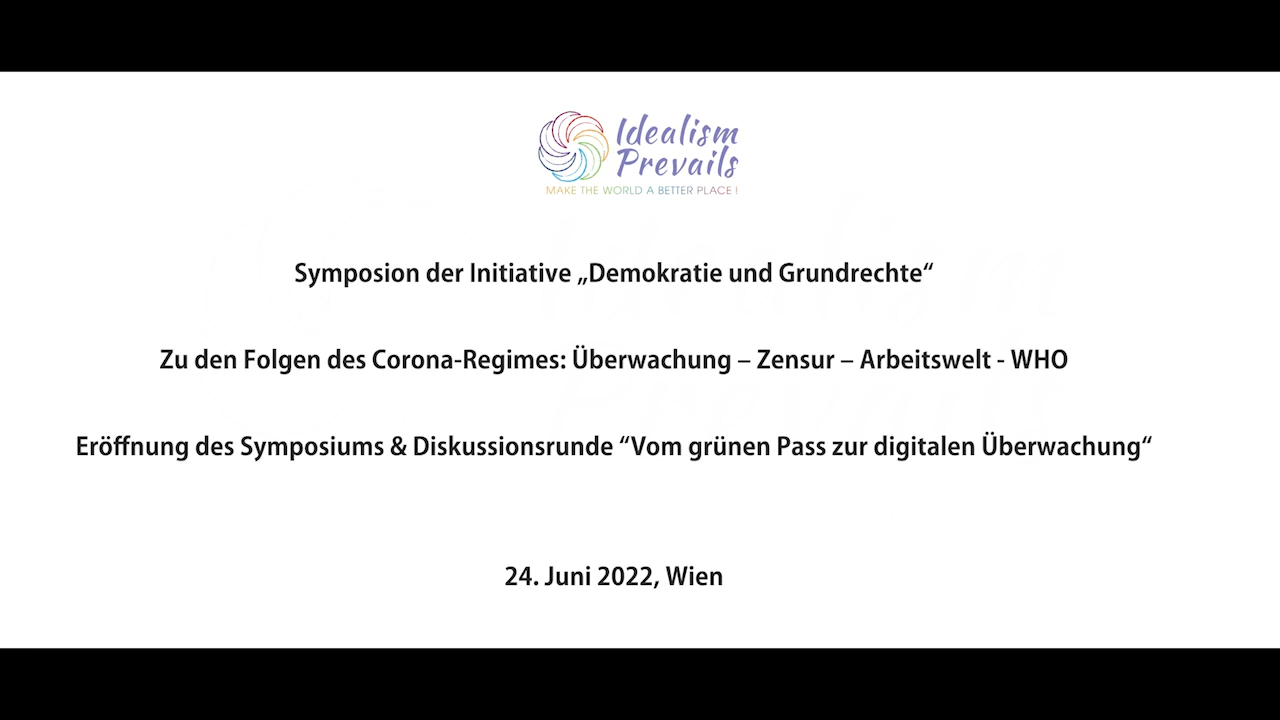 Idealism
Prevails
MAKE THE WORLD A BETTER PLACE !
Symposion der Initiative „Demokratie und Grundrechte“
Zu den Folgen des Corona-Regimes: Überwachung – Zensur – Arbeitswelt - WHO
Eröffnung des Symposiums & Diskussionsrunde “Vom grünen Pass zur digitalen Überwachung“
24. Juni 2022, Wien